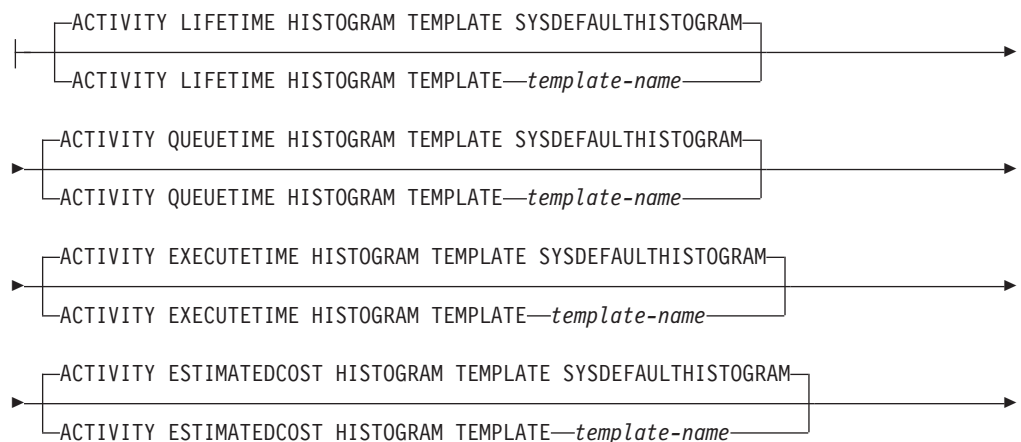 ACTIVITY LIFETIME HISTOGRAM TEMPLATE SYSDEFAULTHISTOGRAM
ACTIVITY LIFETIME HISTOGRAM TEMPLATE template-name
ACTIVITY QUEUETIME HISTOGRAM TEMPLATE SYSDEFAULTHISTOGRAM
ACTIVITY QUEUETIME HISTOGRAM TEMPLATE template-name
ACTIVITY EXECUTETIME HISTOGRAM TEMPLATE SYSDEFAULTHISTOGRAM
ACTIVITY EXECUTETIME HISTOGRAM TEMPLATE template-name
ACTIVITY ESTIMATEDCOST HISTOGRAM TEMPLATE SYSDEFAULTHISTOGRAM
ACTIVITY ESTIMATEDCOST HISTOGRAM TEMPLATE template-name